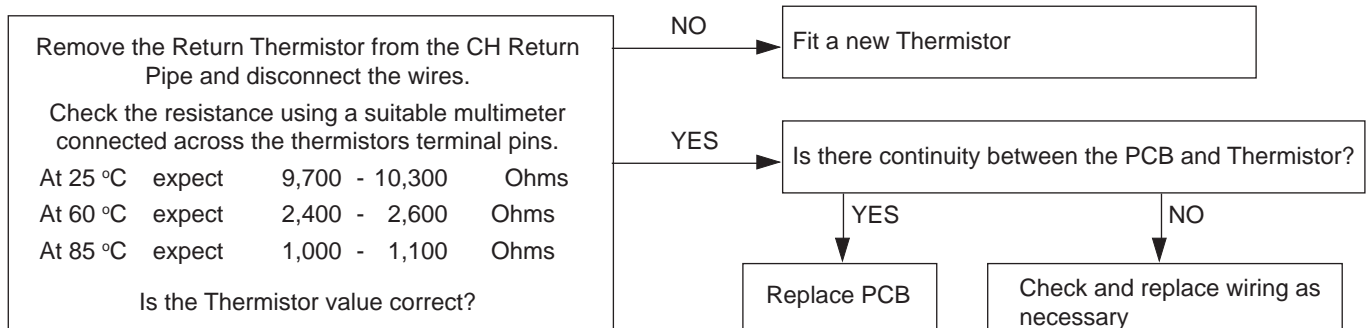 Remove the Return Thermistor from the CH Return
Pipe and disconnect the wires.
Check the resistance using a suitable multimeter
connected across the thermistors terminal pins.
At 25 °C expect 9,700 - 10,300 Ohms
At 60 °C expect 2,400 - 2,600 Ohms
At 85 °C expect 1,000 - 1,100 Ohms
Is the Thermistor value correct?
NO
Fit a new Thermistor
YES
Is there continuity between the PCB and Thermistor?
YES
NO
Replace PCB
Check and replace wiring as
necessary